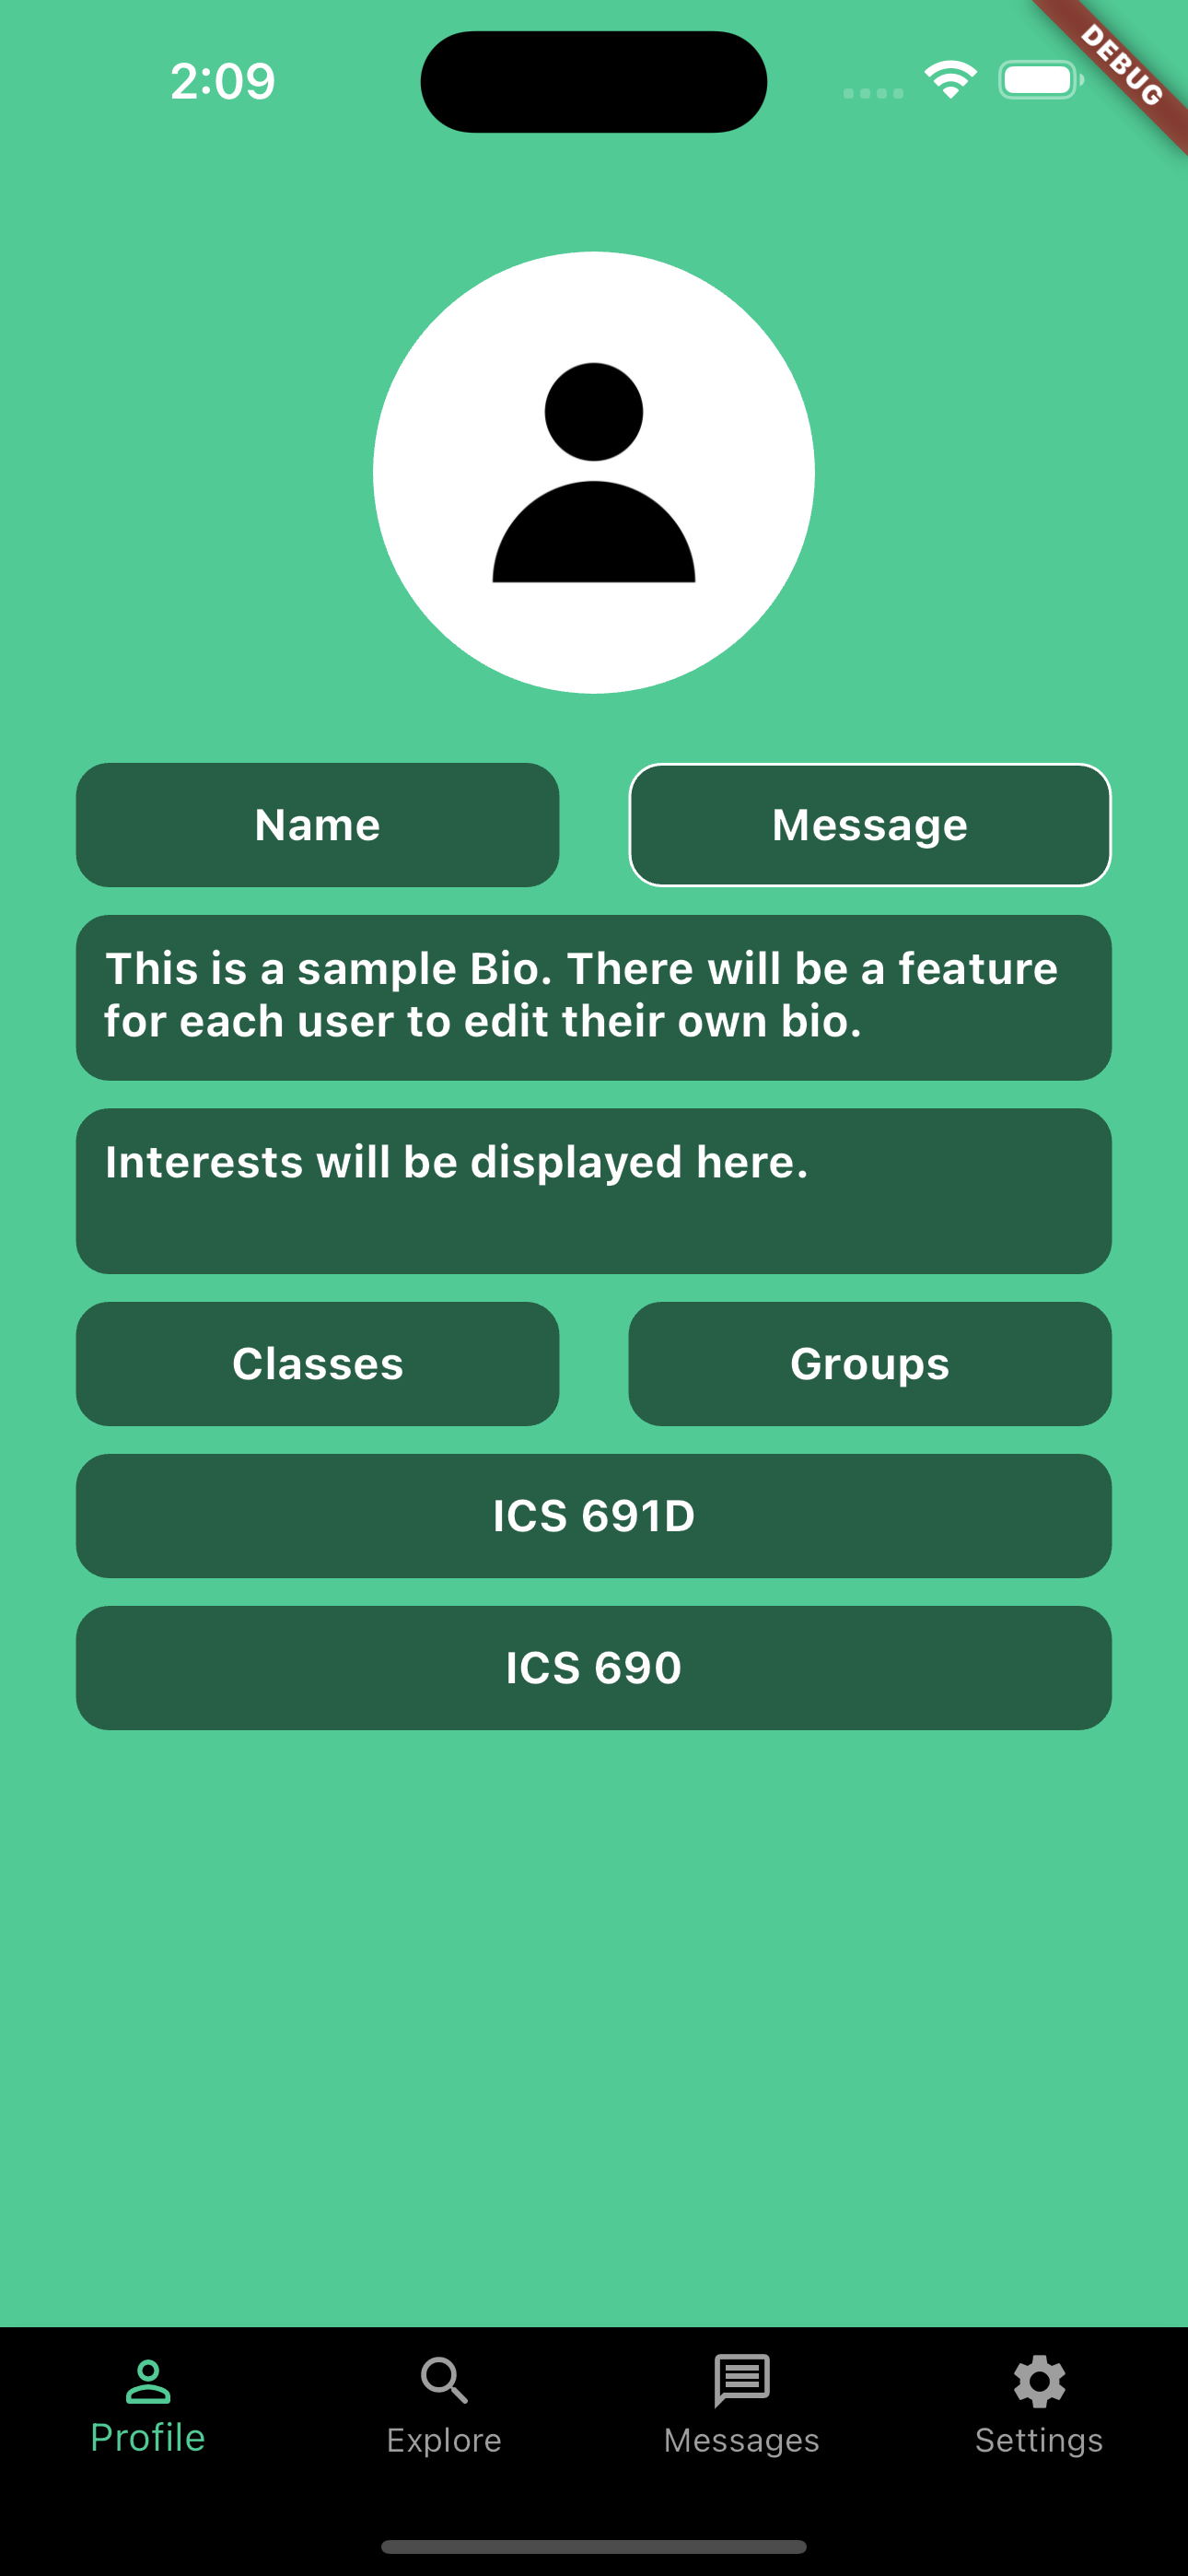 2:09
DEBUG
Name
Message
This is a sample Bio. There will be a feature
for each user to edit their own bio.
Interests will be displayed here.
Classes
Groups
ICS 691D
ICS 690
Profile
Explore
Messages
Settings